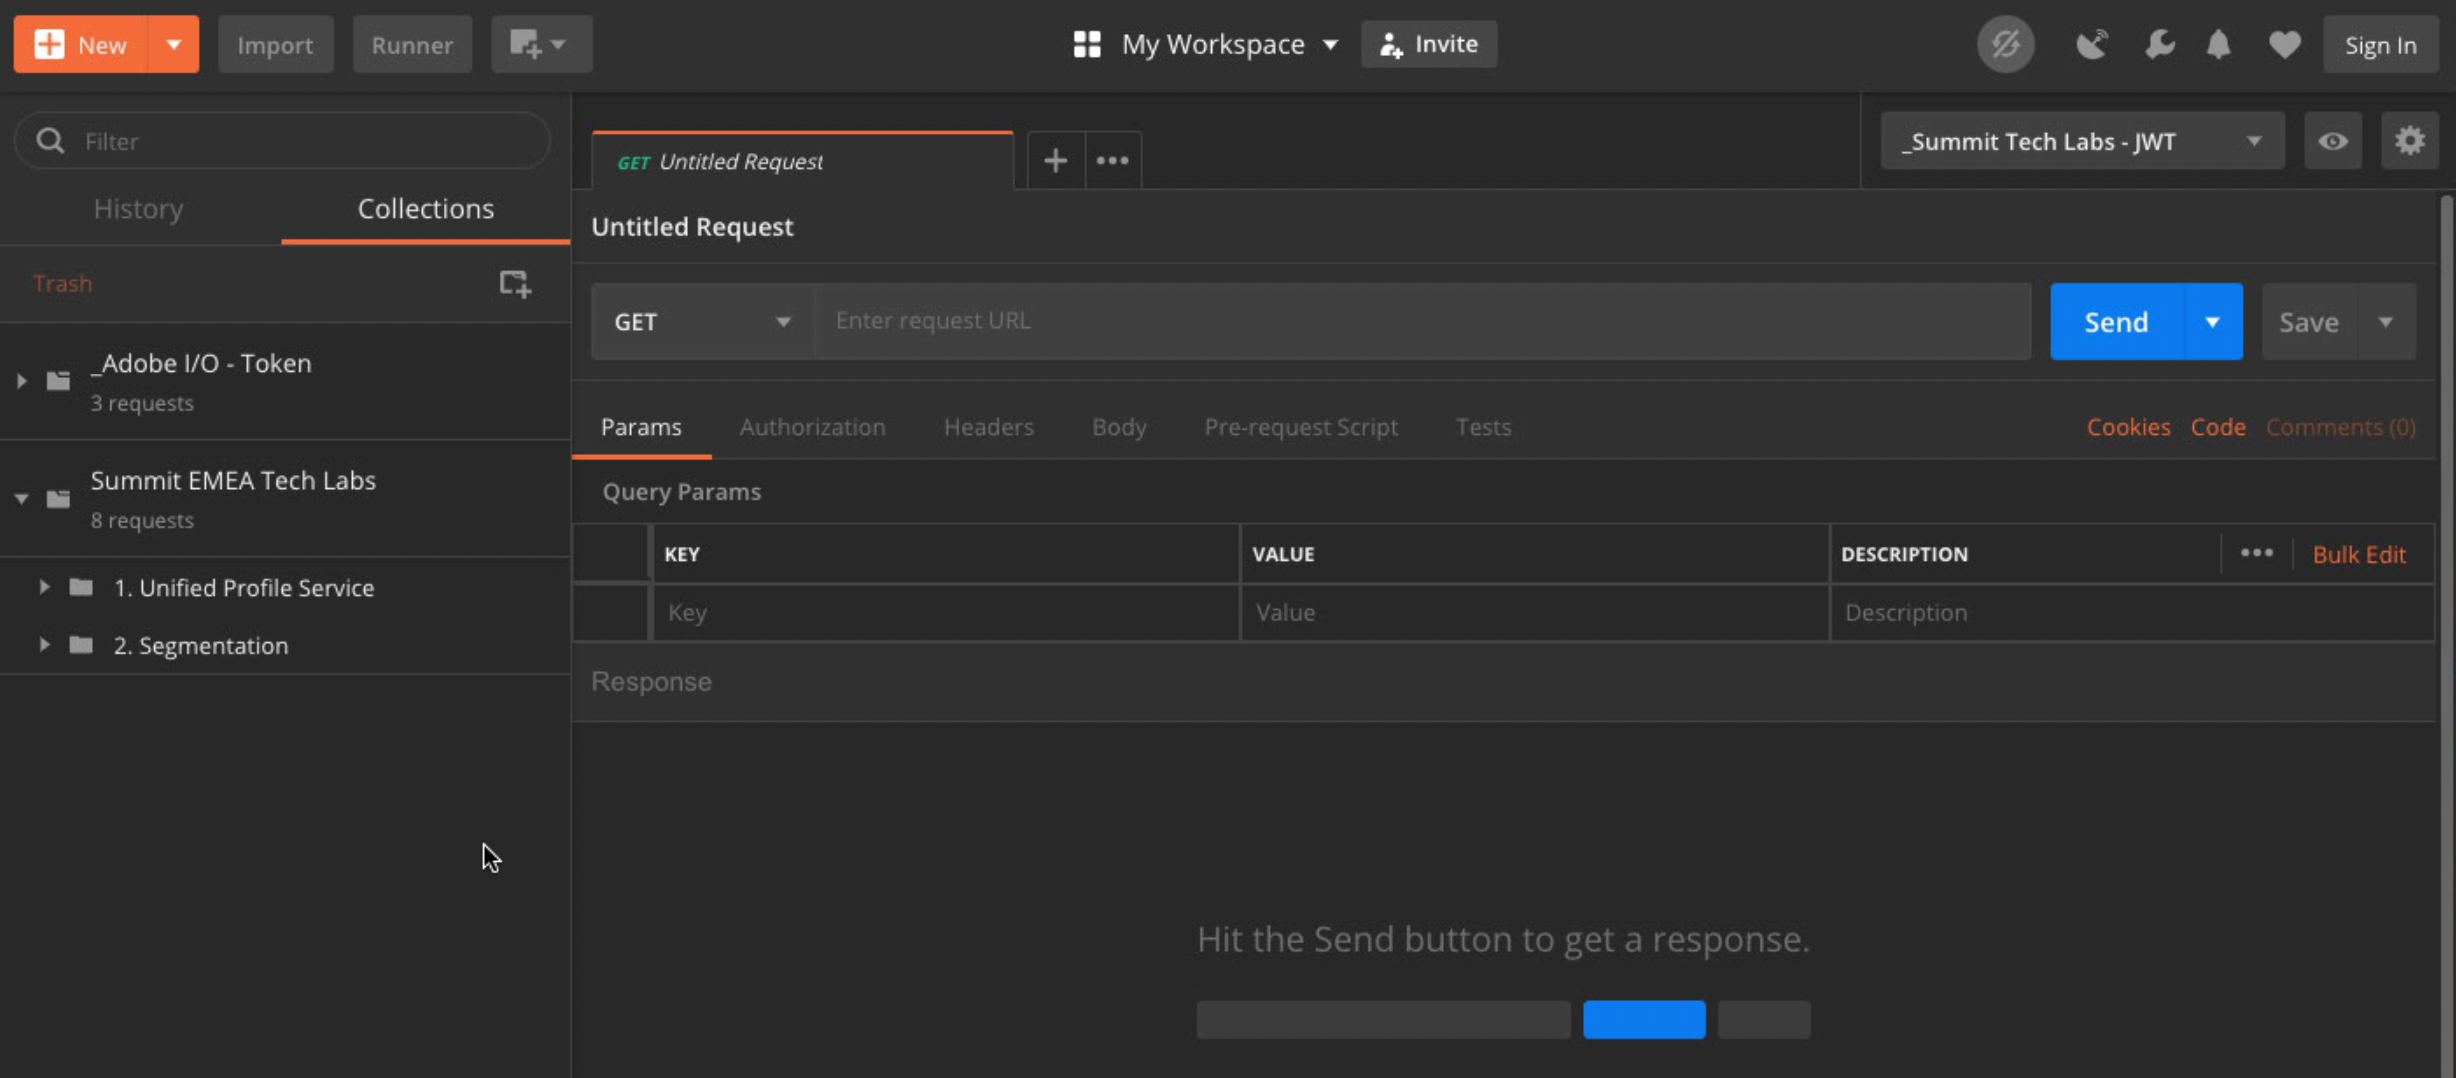 New
Import
Runner
My Workspace
Invite
Sign In
Filter
History
Collections
Trash
_Adobe I/O - Token
3 requests
Summit EMEA Tech Labs
8 requests
1. Unified Profile Service
2. Segmentation
GET Untitled Request
_Summit Tech Labs - JWT
Untitled Request
GET
Enter request URL
Send
Save
Params
Authorization
Headers
Body
Pre-request Script
Tests
Cookies
Code
Comments (0)
Query Params
KEY
VALUE
DESCRIPTION
Bulk Edit
Key
Value
Description
Response
Hit the Send button to get a response.